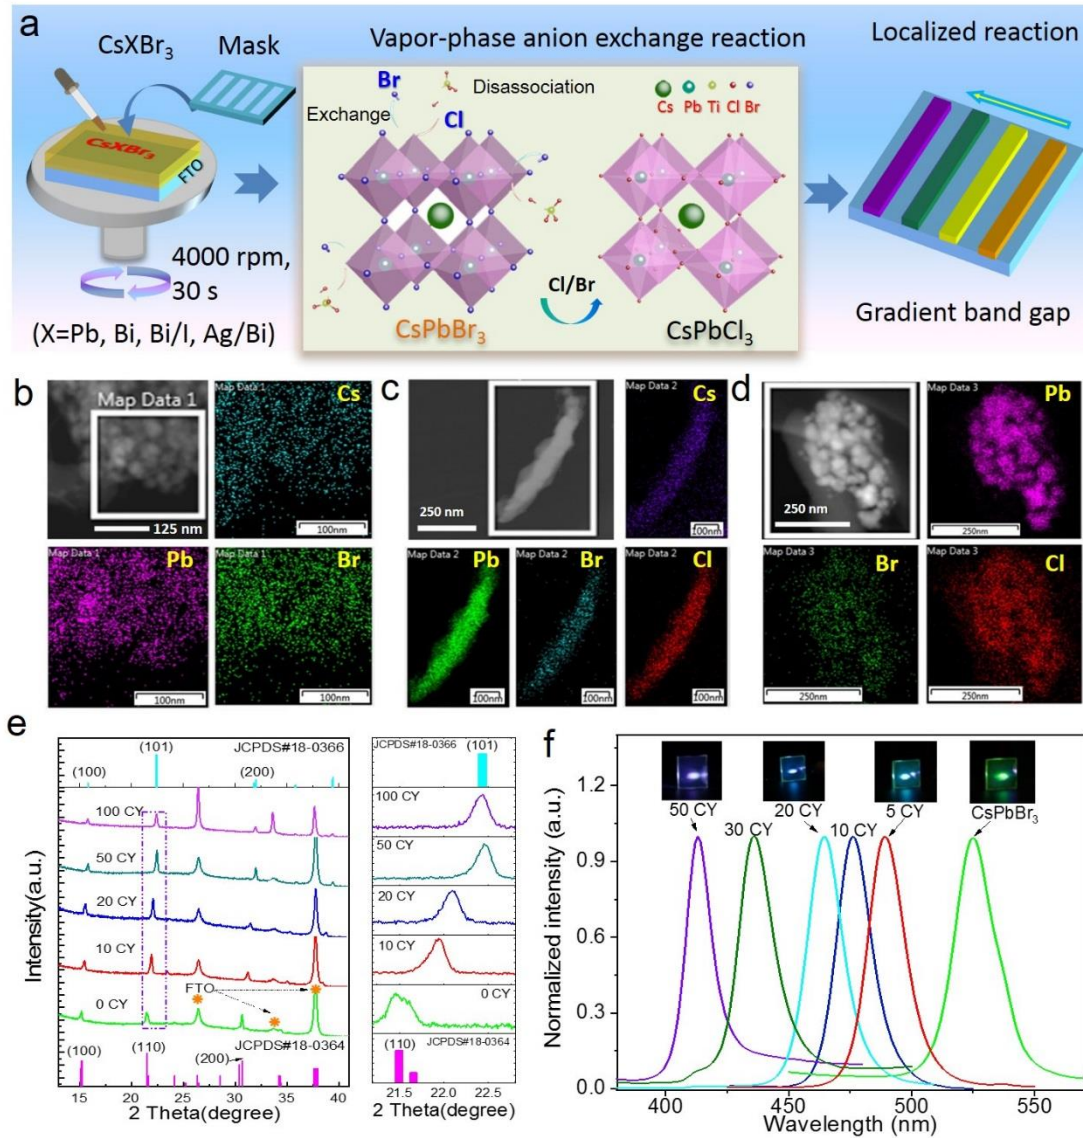 a
CsXBr3
Mask
CsXBr3
FTO
4000 rpm,
30 s
(X=Pb, Bi, Bi/I, Ag/Bi)
Vapor-phase anion exchange reaction
Br
Disassociation
Exchange
Cl
Cs Pb Ti Cl Br
Cl/Br
CsPbBr3
CsPbCl3
Localized reaction
Gradient band gap
b
Map Data 1
125 nm
Map Data 1
Cs
100nm
Map Data 1
Pb
100nm
Map Data 1
Br
100nm
c
250 nm
Map Data 2
Cs
100nm
Map Data 2
Pb
100nm
Map Data 2
Br
100nm
Map Data 2
Cl
100nm
d
250 nm
Map Data 3
Pb
250nm
Map Data 3
Br
250nm
Map Data 3
Cl
250nm
e
Intensity(a.u.)
JCPDS#18-0366
(100)
(101)
(200)
100 CY
50 CY
20 CY
10 CY
FTO
0 CY
JCPDS#18-0364
(100)
(110)
(200)
15 20 25 30 35 40
2 Theta(degree)
JCPDS#18-0366
(101)
100 CY
50 CY
20 CY
10 CY
0 CY
JCPDS#18-0364
(110)
21.5 22.0 22.5
2 Theta(degree)
f
Normalized intensity (a.u.)
1.2
0.9
0.6
0.3
0.0
50 CY
30 CY
20 CY
10 CY
5 CY
CsPbBr3
400 450 500 550
Wavelength (nm)